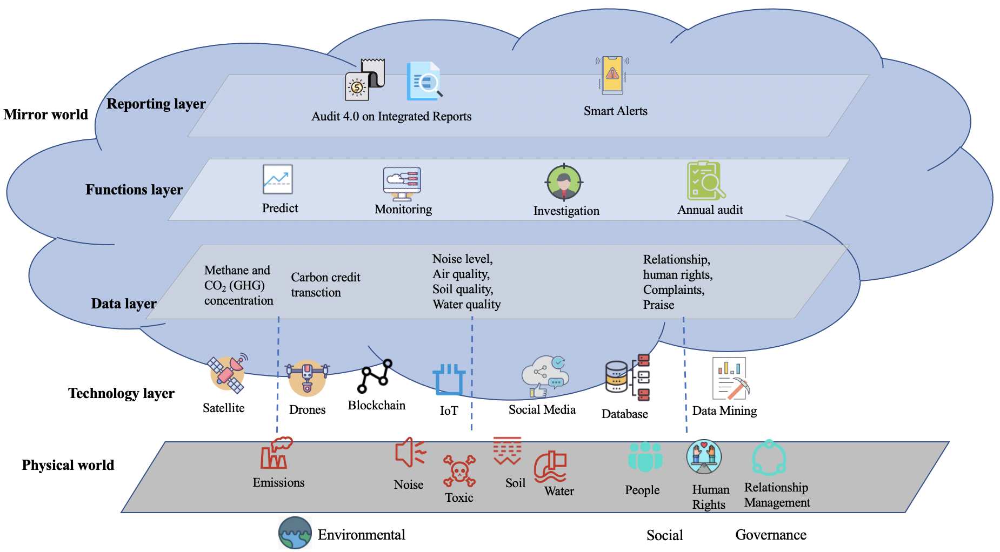 Mirror world
Reporting layer
Audit 4.0 on Integrated Reports
Smart Alerts
Functions layer
Predict
Monitoring
Investigation
Annual audit
Data layer
Methane and
CO₂ (GHG)
concentration
Carbon credit
transction
Noise level,
Air quality,
Soil quality,
Water quality
Relationship,
human rights,
Complaints,
Praise
Technology layer
Satellite
Drones
Blockchain
IoT
Social Media
Database
Data Mining
Physical world
Emissions
Noise
Toxic
Soil
Water
People
Human
Rights
Relationship
Management
Environmental
Social
Governance